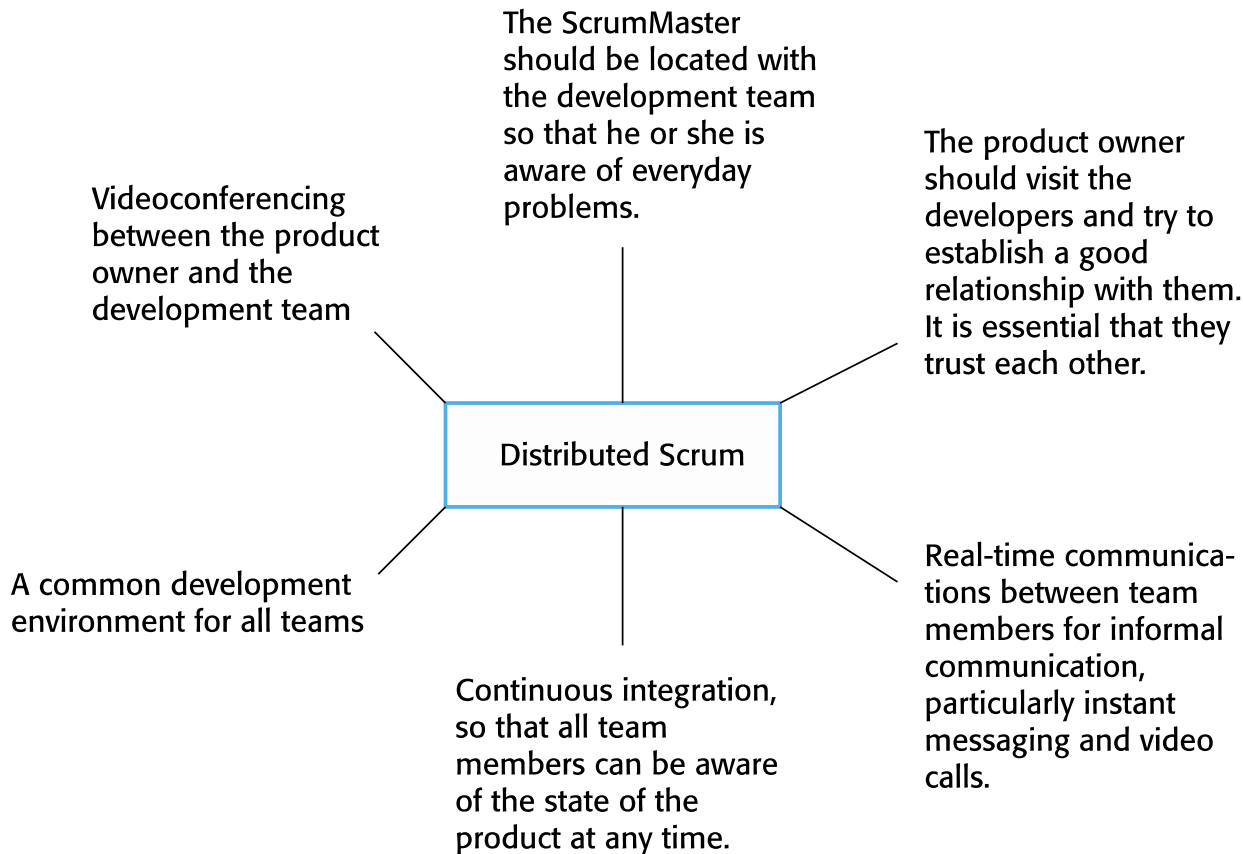 The ScrumMaster
should be located with
the development team
so that he or she is
aware of everyday
problems.
Videoconferencing
between the product
owner and the
development team
The product owner
should visit the
developers and try to
establish a good
relationship with them.
It is essential that they
trust each other.
Distributed Scrum
A common development
environment for all teams
Continuous integration,
so that all team
members can be aware
of the state of the
product at any time.
Real-time communica-
tions between team
members for informal
communication,
particularly instant
messaging and video
calls.